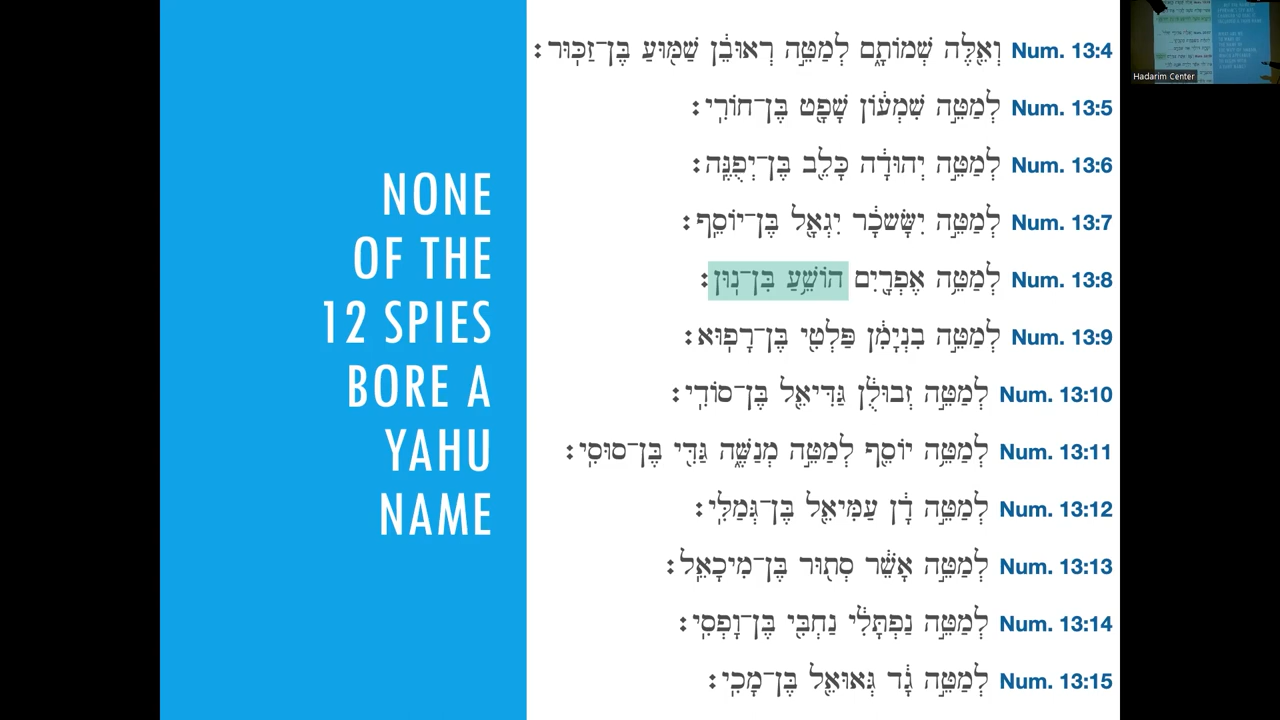 NONE
OF THE
12 SPIES
BORE A
YAHU
NAME
Num. 13:4 וְאֵ֖לֶּה שְׁמוֹתָ֑ם לְמַטֵּ֣ה רְאוּבֵ֔ן שַׁמּ֖וּעַ בֶּן־זַכּֽוּר׃
Num. 13:5 לְמַטֵּ֣ה שִׁמְע֔וֹן שָׁפָ֖ט בֶּן־חוֹרִֽי׃
Num. 13:6 לְמַטֵּ֣ה יְהוּדָ֔ה כָּלֵ֖ב בֶּן־יְפֻנֶּֽה׃
Num. 13:7 לְמַטֵּ֣ה יִשָּׂשכָ֔ר יִגְאָ֖ל בֶּן־יוֹסֵֽף׃
Num. 13:8 לְמַטֵּ֥ה אֶפְרָ֖יִם הוֹשֵׁ֥עַ בִּן־נֽוּן׃
Num. 13:9 לְמַטֵּ֣ה בִנְיָמִ֔ן פַּלְטִ֖י בֶּן־רָפֽוּא׃
Num. 13:10 לְמַטֵּ֣ה זְבוּלֻ֔ן גַּדִּיאֵ֖ל בֶּן־סוֹדִֽי׃
Num. 13:11 לְמַטֵּ֥ה יוֹסֵ֖ף לְמַטֵּ֣ה מְנַשֶּׁ֑ה גַּדִּ֖י בֶּן־סוּסִֽי׃
Num. 13:12 לְמַטֵּ֣ה דָ֔ן עַמִּיאֵ֖ל בֶּן־גְּמַלִּֽי׃
Num. 13:13 לְמַטֵּ֣ה אָשֵׁ֔ר סְת֖וּר בֶּן־מִיכָאֵֽל׃
Num. 13:14 לְמַטֵּ֣ה נַפְתָּלִ֔י נַחְבִּ֖י בֶּן־וָפְסִֽי׃
Num. 13:15 לְמַטֵּ֣ה גָ֔ד גְּאוּאֵ֖ל בֶּן־מָכִֽי׃
Hadarim Center